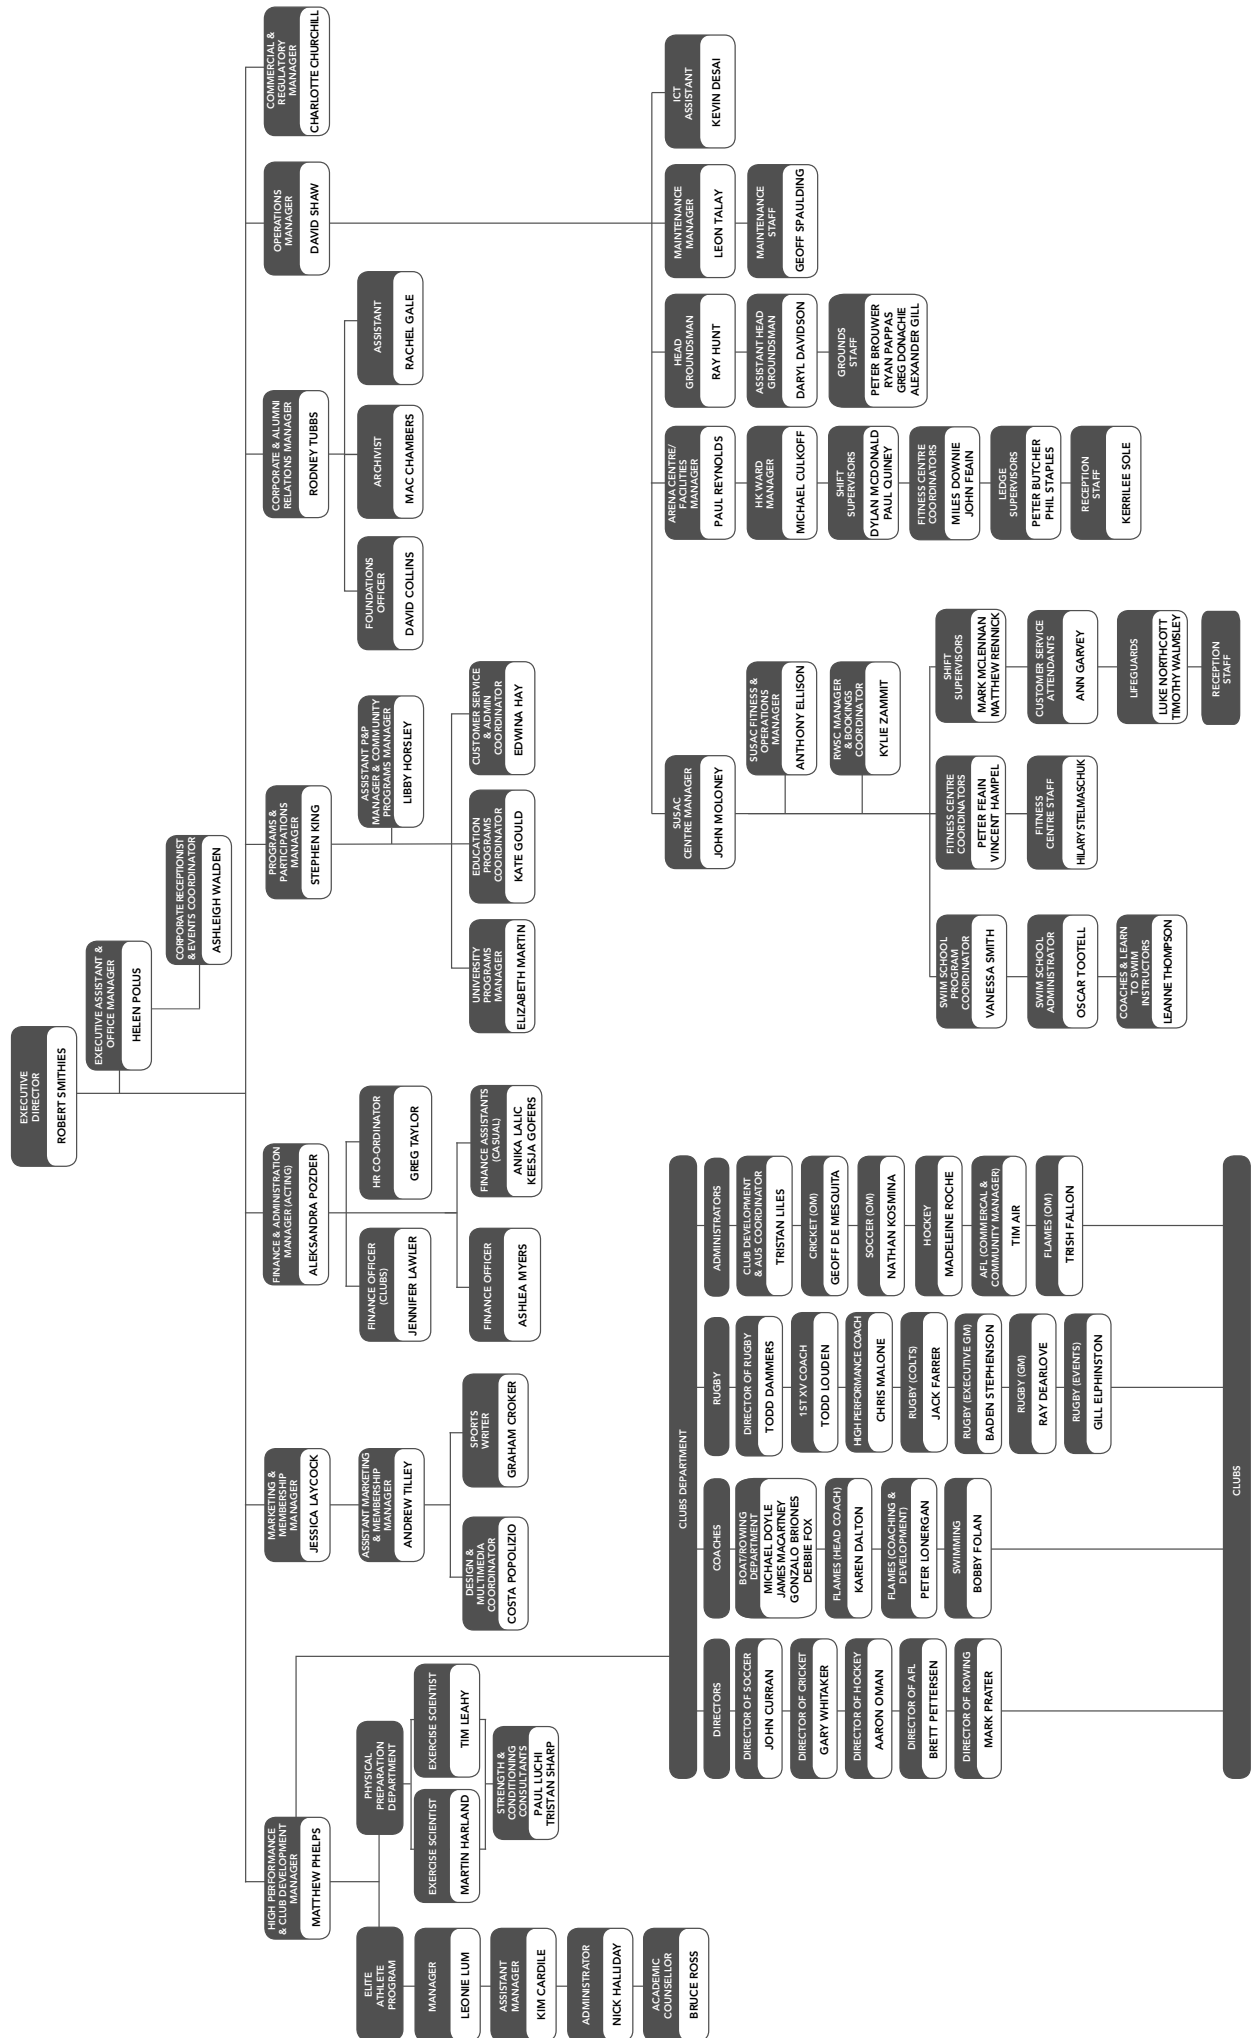 EXECUTIVE
DIRECTOR
ROBERT SMITHIES
EXECUTIVE ASSISTANT &
OFFICE MANAGER
HELEN POLUS
CORPORATE RECEPTIONIST
& EVENTS COORDINATOR
ASHLEIGH WALDEN
HIGH PERFORMANCE
& CLUB DEVELOPMENT
MANAGER
MATTHEW PHELPS
MARKETING &
MEMBERSHIP
MANAGER
JESSICA LAYCOCK
FINANCE & ADMINISTRATION
MANAGER (ACTING)
ALEKSANDRA POZDER
PROGRAMS &
PARTICIPATIONS
MANAGER
STEPHEN KING
CORPORATE & ALUMNI
RELATIONS MANAGER
RODNEY TUBBS
OPERATIONS
MANAGER
DAVID SHAW
COMMERCIAL &
REGULATORY
MANAGER
CHARLOTTE CHURCHILL
ELITE
ATHLETE
PROGRAM
MANAGER
LEONIE LUM
ASSISTANT
MANAGER
KIM CARDILE
ADMINISTRATOR
NICK HALLIDAY
ACADEMIC
COUNSELLOR
BRUCE ROSS
PHYSICAL
PREPARATION
DEPARTMENT
EXERCISE SCIENTIST
MARTIN HARLAND
EXERCISE SCIENTIST
TIM LEAHY
STRENGTH &
CONDITIONING
CONSULTANTS
PAUL LUCHI
TRISTAN SHARP
ASSISTANT MARKETING
& MEMBERSHIP
MANAGER
ANDREW TILLEY
DESIGN &
MULTIMEDIA
COORDINATOR
COSTA POPOLIZIO
SPORTS
WRITER
GRAHAM CROKER
FINANCE OFFICER
(CLUBS)
JENNIFER LAWLER
HR CO-ORDINATOR
GREG TAYLOR
FINANCE OFFICER
ASHLEA MYERS
FINANCE ASSISTANTS
(CASUAL)
ANIKA LALIC
KEESJA GOFERS
ASSISTANT P&P
MANAGER & COMMUNITY
PROGRAMS MANAGER
LIBBY HORSLEY
UNIVERSITY
PROGRAMS
MANAGER
ELIZABETH MARTIN
EDUCATION
PROGRAMS
COORDINATOR
KATE GOULD
CUSTOMER SERVICE
& ADMIN
COORDINATOR
EDWINA HAY
FOUNDATIONS
OFFICER
DAVID COLLINS
ARCHIVIST
MAC CHAMBERS
ASSISTANT
RACHEL GALE
CLUBS DEPARTMENT
DIRECTORS
DIRECTOR OF SOCCER
JOHN CURRAN
DIRECTOR OF CRICKET
GARY WHITAKER
DIRECTOR OF HOCKEY
AARON OMAN
DIRECTOR OF AFL
BRETT PETTERSEN
DIRECTOR OF ROWING
MARK PRATER
COACHES
BOAT/ROWING
DEPARTMENT
MICHAEL DOYLE
JAMES MACARTNEY
GONZALO BRIONES
DEBBIE FOX
FLAMES (HEAD COACH)
KAREN DALTON
FLAMES (COACHING &
DEVELOPMENT)
PETER LONERGAN
SWIMMING
BOBBY FOLAN
RUGBY
DIRECTOR OF RUGBY
TODD DAMMERS
1ST XV COACH
TODD LOUDEN
HIGH PERFORMANCE COACH
CHRIS MALONE
RUGBY (COLTS)
JACK FARRER
RUGBY (EXECUTIVE GM)
BADEN STEPHENSON
RUGBY (GM)
RAY DEARLOVE
RUGBY (EVENTS)
GILL ELPHINSTON
ADMINISTRATORS
CLUB DEVELOPMENT
& AUS COORDINATOR
TRISTAN LILES
CRICKET (OM)
GEOFF DE MESQUITA
SOCCER (OM)
NATHAN KOSMINA
HOCKEY
MADELEINE ROCHE
AFL (COMMERCAL &
COMMUNITY MANAGER)
TIM AIR
FLAMES (OM)
TRISH FALLON
CLUBS
SUSAC
CENTRE MANAGER
JOHN MOLONEY
SUSAC FITNESS &
OPERATIONS
MANAGER
ANTHONY ELLISON
RWSC MANAGER
& BOOKINGS
COORDINATOR
KYLIE ZAMMIT
SWIM SCHOOL
PROGRAM
COORDINATOR
VANESSA SMITH
SWIM SCHOOL
ADMINISTRATOR
OSCAR TOOTELL
COACHES & LEARN
TO SWIM
INSTRUCTORS
LEANNE THOMPSON
FITNESS CENTRE
COORDINATORS
PETER FEAIN
VINCENT HAMPEL
FITNESS
CENTRE STAFF
HILARY STELMASCHUK
SHIFT
SUPERVISORS
MARK MCLENNAN
MATTHEW RENNICK
CUSTOMER SERVICE
ATTENDANTS
ANN GARVEY
LIFEGUARDS
LUKE NORTHCOTT
TIMOTHY WALMSLEY
RECEPTION
STAFF
ARENA CENTRE/
FACILITIES
MANAGER
PAUL REYNOLDS
HK WARD
MANAGER
MICHAEL CULKOFF
SHIFT
SUPERVISORS
DYLAN MCDONALD
PAUL QUINEY
FITNESS CENTRE
COORDINATORS
MILES DOWNIE
JOHN FEAIN
LEDGE
SUPERVISORS
PETER BUTCHER
PHIL STAPLES
RECEPTION
STAFF
KERRILEE SOLE
HEAD
GROUNDSMAN
RAY HUNT
ASSISTANT HEAD
GROUNDSMAN
DARYL DAVIDSON
GROUNDS
STAFF
PETER BROUWER
RYAN PAPPAS
GREG DONACHIE
ALEXANDER GILL
MAINTENANCE
MANAGER
LEON TALAY
MAINTENANCE
STAFF
GEOFF SPAULDING
ICT
ASSISTANT
KEVIN DESAI